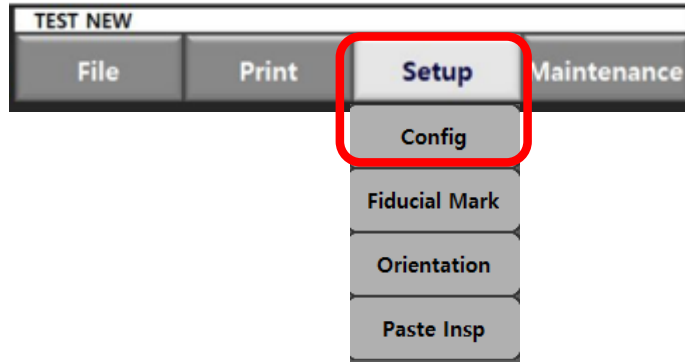 TEST NEW
File Print Setup Maintenance
Config
Fiducial Mark
Orientation
Paste Insp